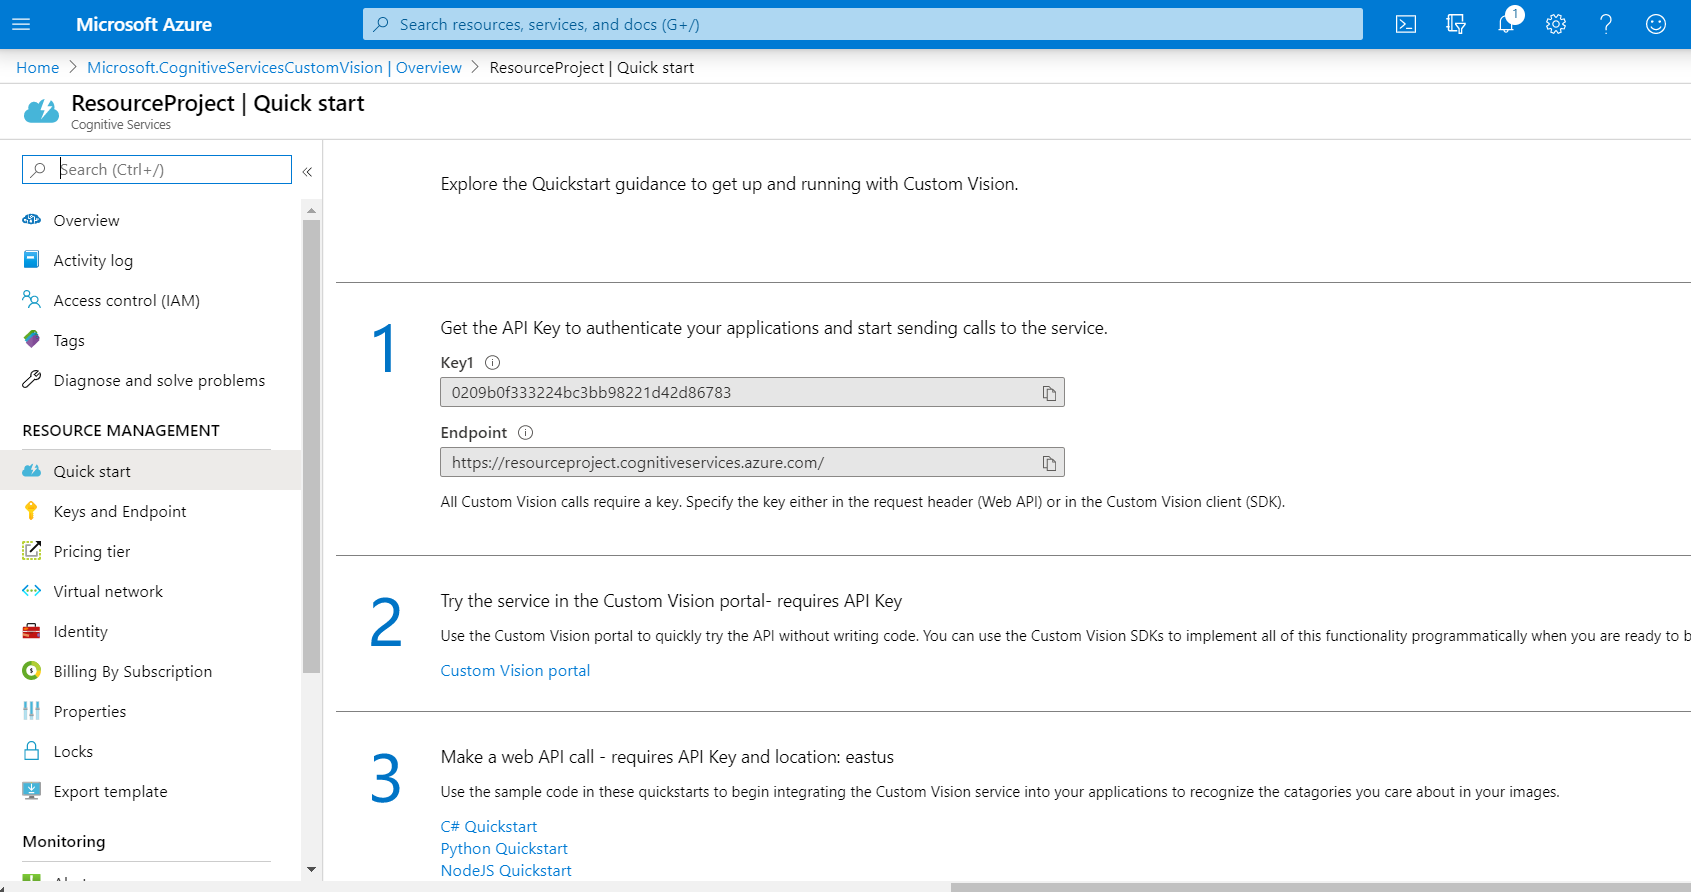 Microsoft Azure
Search resources, services, and docs (G+/)
1
Home > Microsoft.CognitiveServicesCustomVision | Overview > ResourceProject | Quick start
ResourceProject | Quick start
Cognitive Services
Search (Ctrl+/)
«
Overview
Activity log
Access control (IAM)
Tags
Diagnose and solve problems
RESOURCE MANAGEMENT
Quick start
Keys and Endpoint
Pricing tier
Virtual network
Identity
Billing By Subscription
Properties
Locks
Export template
Monitoring
Explore the Quickstart guidance to get up and running with Custom Vision.
1
Get the API Key to authenticate your applications and start sending calls to the service.
Key1
0209b0f333224bc3bb98221d42d86783
Endpoint
https://resourceproject.cognitiveservices.azure.com/
All Custom Vision calls require a key. Specify the key either in the request header (Web API) or in the Custom Vision client (SDK).
2
Try the service in the Custom Vision portal- requires API Key
Use the Custom Vision portal to quickly try the API without writing code. You can use the Custom Vision SDKs to implement all of this functionality programmatically when you are ready to b
Custom Vision portal
3
Make a web API call - requires API Key and location: eastus
Use the sample code in these quickstarts to begin integrating the Custom Vision service into your applications to recognize the catagories you care about in your images.
C# Quickstart
Python Quickstart
NodeJS Quickstart